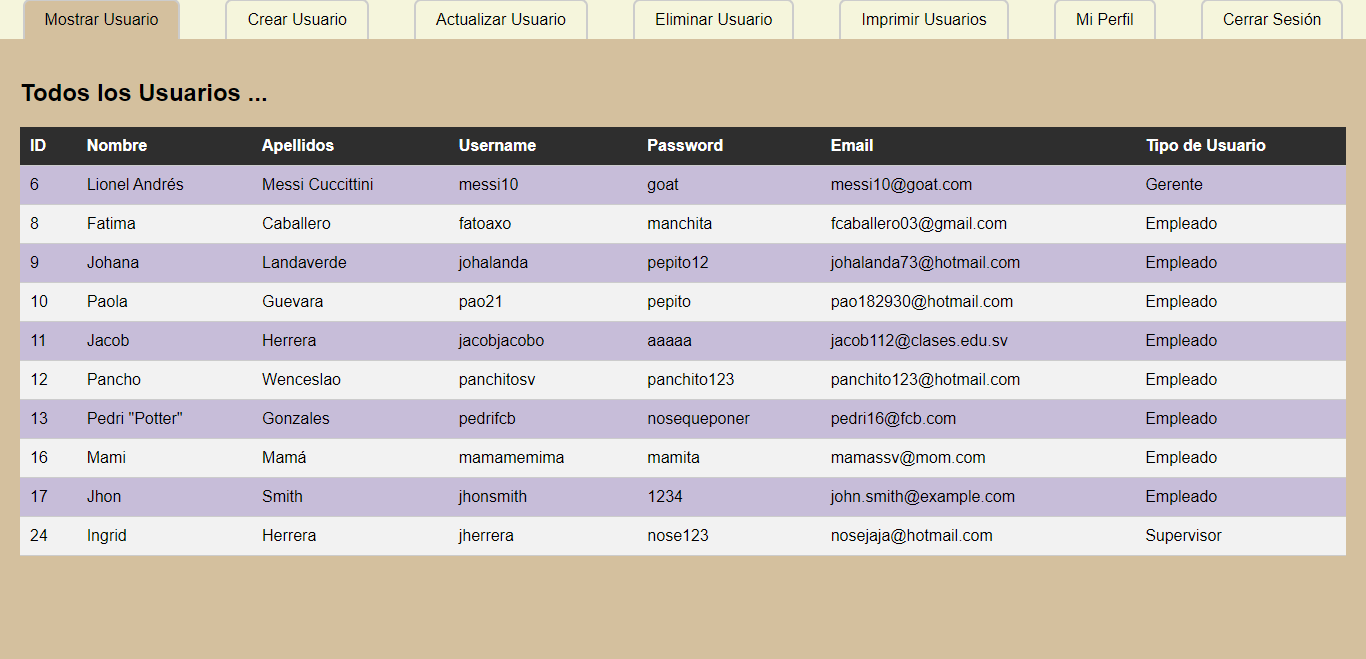 Mostrar Usuario Crear Usuario Actualizar Usuario Eliminar Usuario Imprimir Usuarios Mi Perfil Cerrar Sesión
Todos los Usuarios ...
ID Nombre Apellidos Username Password Email Tipo de Usuario
6 Lionel Andrés Messi Cuccittini messi10 goat messi10@goat.com Gerente
8 Fatima Caballero fatoaxo manchita fcaballero03@gmail.com Empleado
9 Johana Landaverde johalanda pepito12 johalanda73@hotmail.com Empleado
10 Paola Guevara pao21 pepito pao182930@hotmail.com Empleado
11 Jacob Herrera jacobjacobo aaaaa jacob112@clases.edu.sv Empleado
12 Pancho Wenceslao panchitosv panchito123 panchito123@hotmail.com Empleado
13 Pedri "Potter" Gonzales pedrifcb nosequeponer pedri16@fcb.com Empleado
16 Mami Mamá mamamemima mamita mamassv@mom.com Empleado
17 Jhon Smith jhonsmith 1234 john.smith@example.com Empleado
24 Ingrid Herrera jherrera nose123 nosejaja@hotmail.com Supervisor